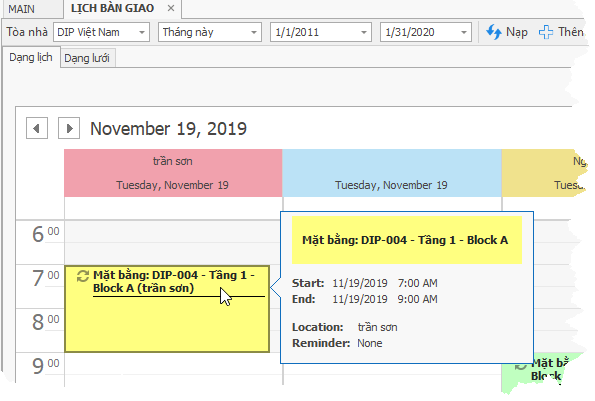 MAIN
LỊCH BÀN GIAO
Tòa nhà
DIP Việt Nam
Tháng này
1/1/2011
1/31/2020
Nạp
Dạng lịch
Dạng lưới
November 19, 2019
trần sơn
Tuesday, November 19
Tuesday, November 19
6 00
7 00
8 00
9 00
Mặt bằng: DIP-004 - Tầng 1 -
Block A (trần sơn)
Mặt bằng: DIP-004 - Tầng 1 - Block A
Start: 11/19/2019 7:00 AM
End: 11/19/2019 9:00 AM
Location: trần sơn
Reminder: None
Block